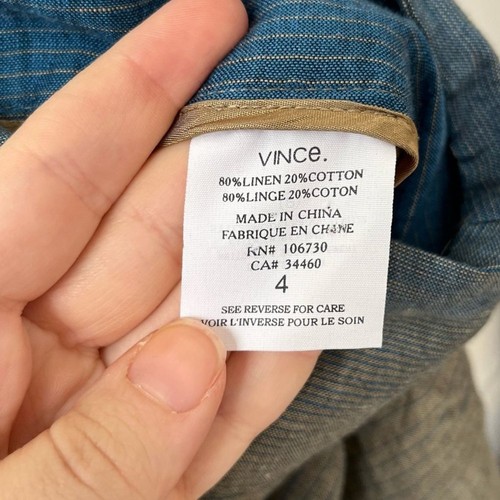 VINCe.
80%LINEN 20%COTTON
80%LINGE 20%COTON
MADE IN CHINA
FABRIQUE EN CHINE
RN# 106730
CA# 34460
4
SEE REVERSE FOR CARE
VOIR L'INVERSE POUR LE SOIN